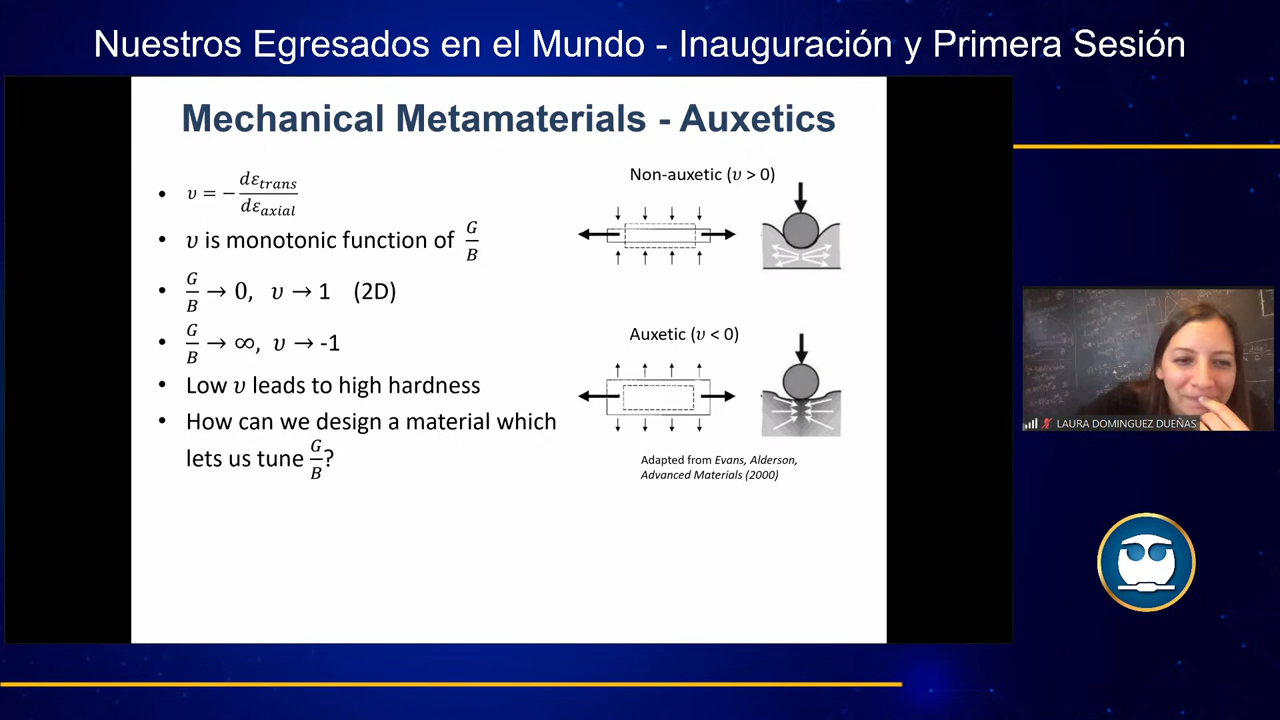 Nuestros Egresados en el Mundo - Inauguración y Primera Sesión
Mechanical Metamaterials - Auxetics
• υ = − dε_trans / dε_axial
• υ is monotonic function of G/B
• G/B → 0, υ → 1 (2D)
• G/B → ∞, υ → -1
• Low υ leads to high hardness
• How can we design a material which
lets us tune G/B?
Non-auxetic (υ > 0)
Auxetic (υ < 0)
Adapted from Evans, Alderson,
Advanced Materials (2000)
LAURA DOMINGUEZ DUEÑAS